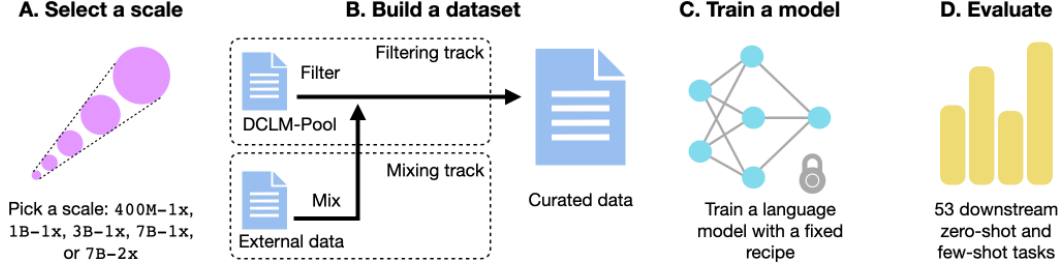 A. Select a scale
Pick a scale: 400M-1x,
1B-1x, 3B-1x, 7B-1x,
or 7B-2x
B. Build a dataset
Filtering track
Filter
DCLM-Pool
Mixing track
Mix
External data
Curated data
C. Train a model
Train a language
model with a fixed
recipe
D. Evaluate
53 downstream
zero-shot and
few-shot tasks